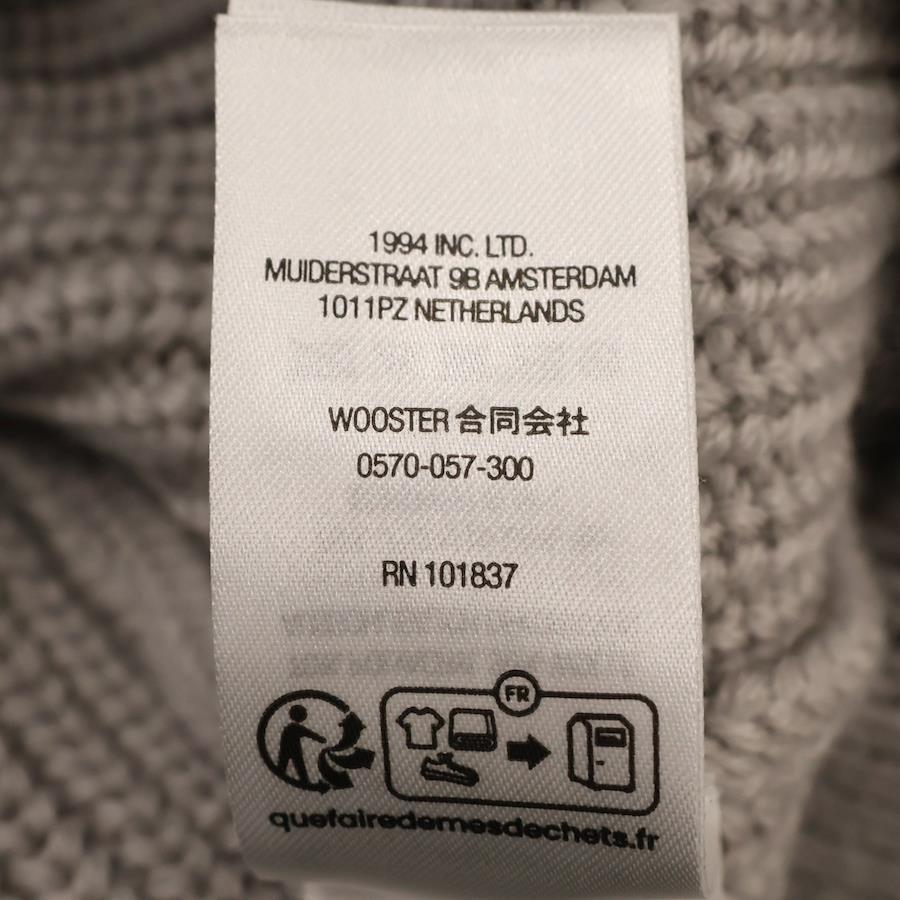 1994 INC. LTD.
MUIDERSTRAAT 9B AMSTERDAM
1011PZ NETHERLANDS
WOOSTER 合同会社
0570-057-300
RN 101837
FR
quefairedemesdechets.fr